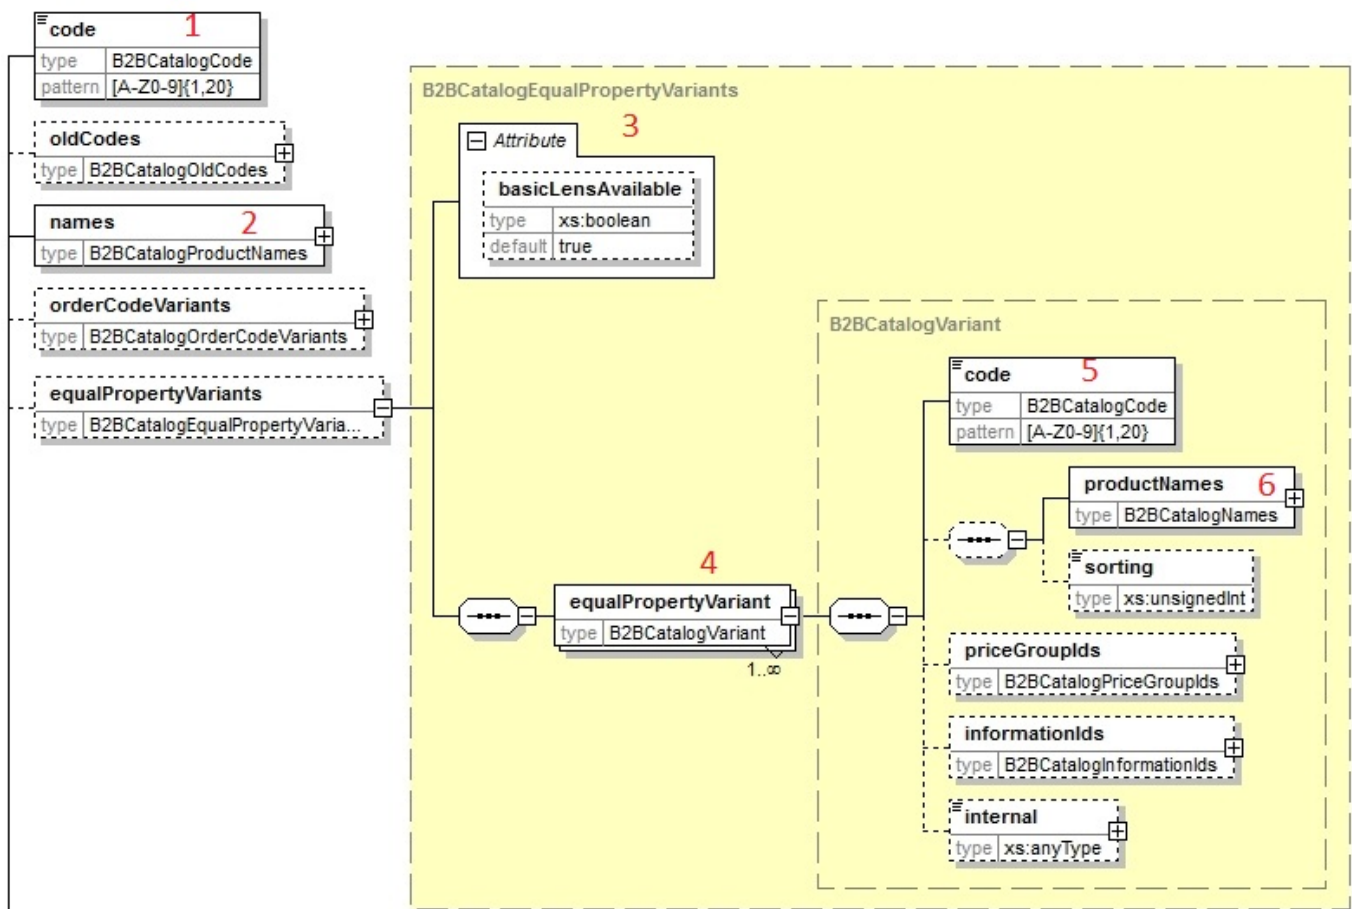 code 1
type B2BCatalogCode
pattern [A-Z0-9]{1,20}
oldCodes
type B2BCatalogOldCodes
names 2
type B2BCatalogProductNames
orderCodeVariants
type B2BCatalogOrderCodeVariants
equalPropertyVariants
type B2BCatalogEqualPropertyVaria...
B2BCatalogEqualPropertyVariants
Attribute 3
basicLensAvailable
type xs:boolean
default true
4
equalPropertyVariant
type B2BCatalogVariant
1..∞
B2BCatalogVariant
code 5
type B2BCatalogCode
pattern [A-Z0-9]{1,20}
productNames 6
type B2BCatalogNames
sorting
type xs:unsignedInt
priceGroupIds
type B2BCatalogPriceGroupIds
informationIds
type B2BCatalogInformationIds
internal
type xs:anyType